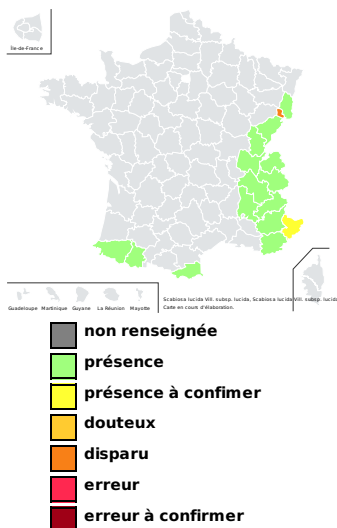 Île-de-France
Guadeloupe Martinique Guyane La Réunion Mayotte
Scabiosa lucida Vill. subsp. lucida, Scabiosa lucida Vill. subsp. lucida
Carte en cours d'élaboration.
non renseignée
présence
présence à confimer
douteux
disparu
erreur
erreur à confirmer